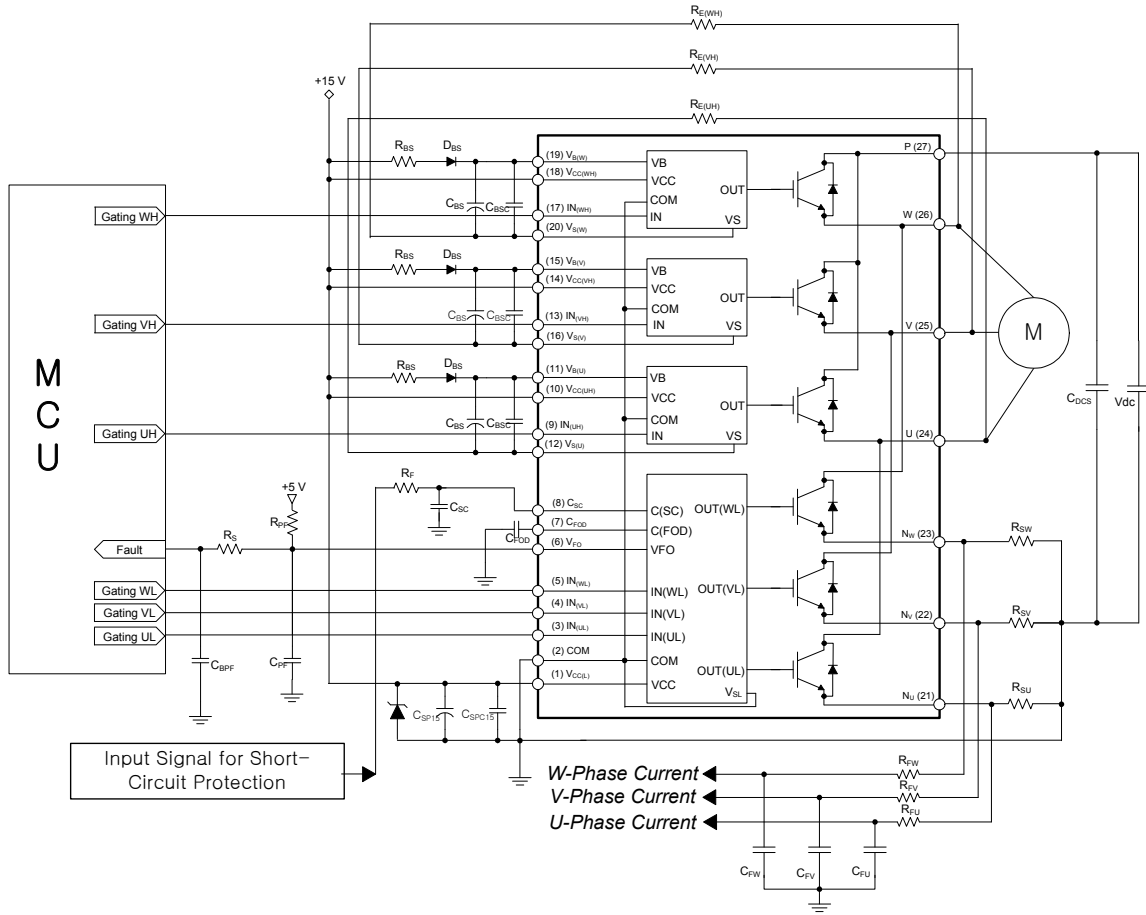 R_E(WH)
R_E(VH)
+15 V
R_E(UH)
P (27)
R_BS D_BS (19) V_B(W) VB
(18) V_CC(WH) VCC OUT
COM
Gating WH C_BS C_BSC (17) IN_(WH) IN
(20) V_S(W) VS W (26)
R_BS D_BS (15) V_B(V) VB
(14) V_CC(VH) VCC OUT
COM
Gating VH C_BS C_BSC (13) IN_(VH) IN
(16) V_S(V) VS V (25) M
MCU
R_BS D_BS (11) V_B(U) VB
(10) V_CC(UH) VCC OUT
COM
C_DCS Vdc
Gating UH C_BS C_BSC (9) IN_(UH) IN
(12) V_S(U) VS U (24)
R_F
+5 V C_SC (8) C_SC C(SC) OUT(WL)
R_PF (7) C_FOD C(FOD)
C_FOD
Fault R_S (6) V_FO VFO N_W (23) R_SW
Gating WL (5) IN_(WL) IN(WL) OUT(VL)
Gating VL (4) IN_(VL) IN(VL)
N_V (22) R_SV
Gating UL (3) IN_(UL) IN(UL)
C_BPF C_PF (2) COM COM OUT(UL)
(1) V_CC(L) VCC V_SL
C_SP15 C_SPC15 N_U (21) R_SU
Input Signal for Short-
Circuit Protection
W-Phase Current R_FW
V-Phase Current R_FV
U-Phase Current R_FU
C_FW C_FV C_FU